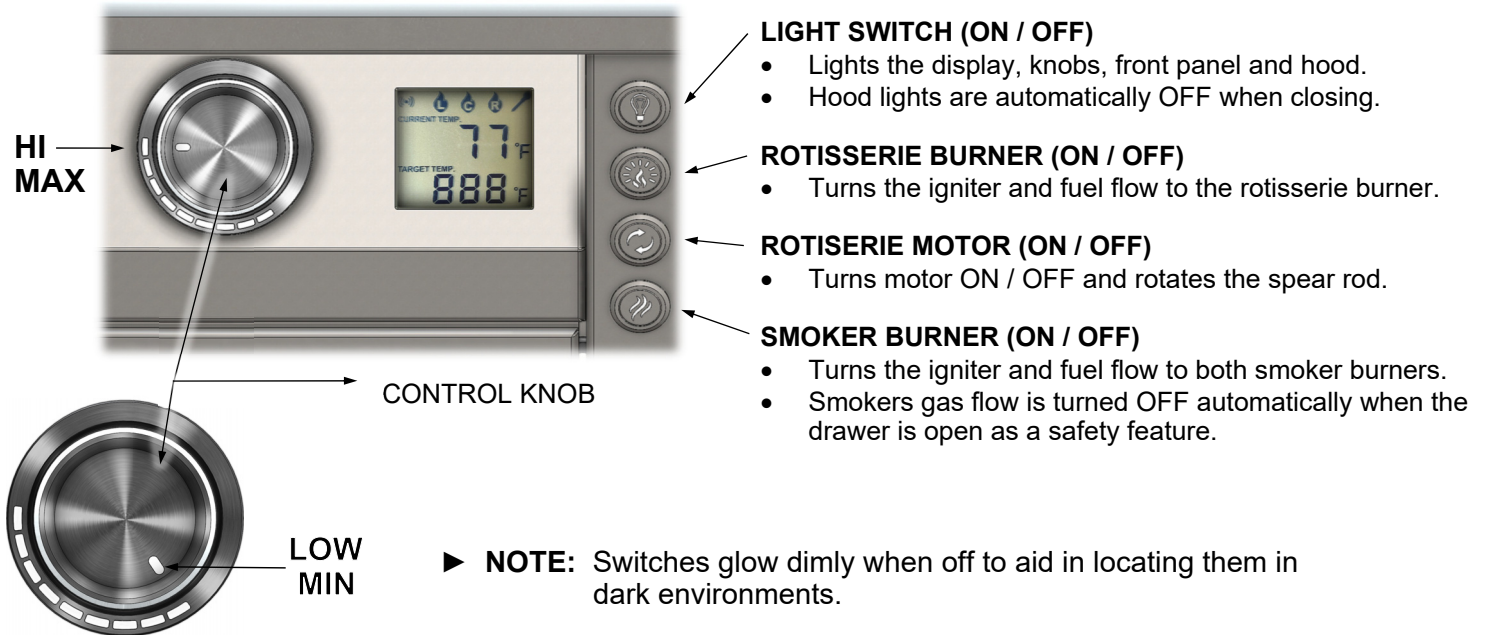 LIGHT SWITCH (ON / OFF)
• Lights the display, knobs, front panel and hood.
• Hood lights are automatically OFF when closing.
HI
MAX
L C R
CURRENT TEMP.
77°F
TARGET TEMP.
888°F
ROTISSERIE BURNER (ON / OFF)
• Turns the igniter and fuel flow to the rotisserie burner.
ROTISERIE MOTOR (ON / OFF)
• Turns motor ON / OFF and rotates the spear rod.
SMOKER BURNER (ON / OFF)
• Turns the igniter and fuel flow to both smoker burners.
• Smokers gas flow is turned OFF automatically when the
drawer is open as a safety feature.
CONTROL KNOB
LOW
MIN
► NOTE: Switches glow dimly when off to aid in locating them in
dark environments.